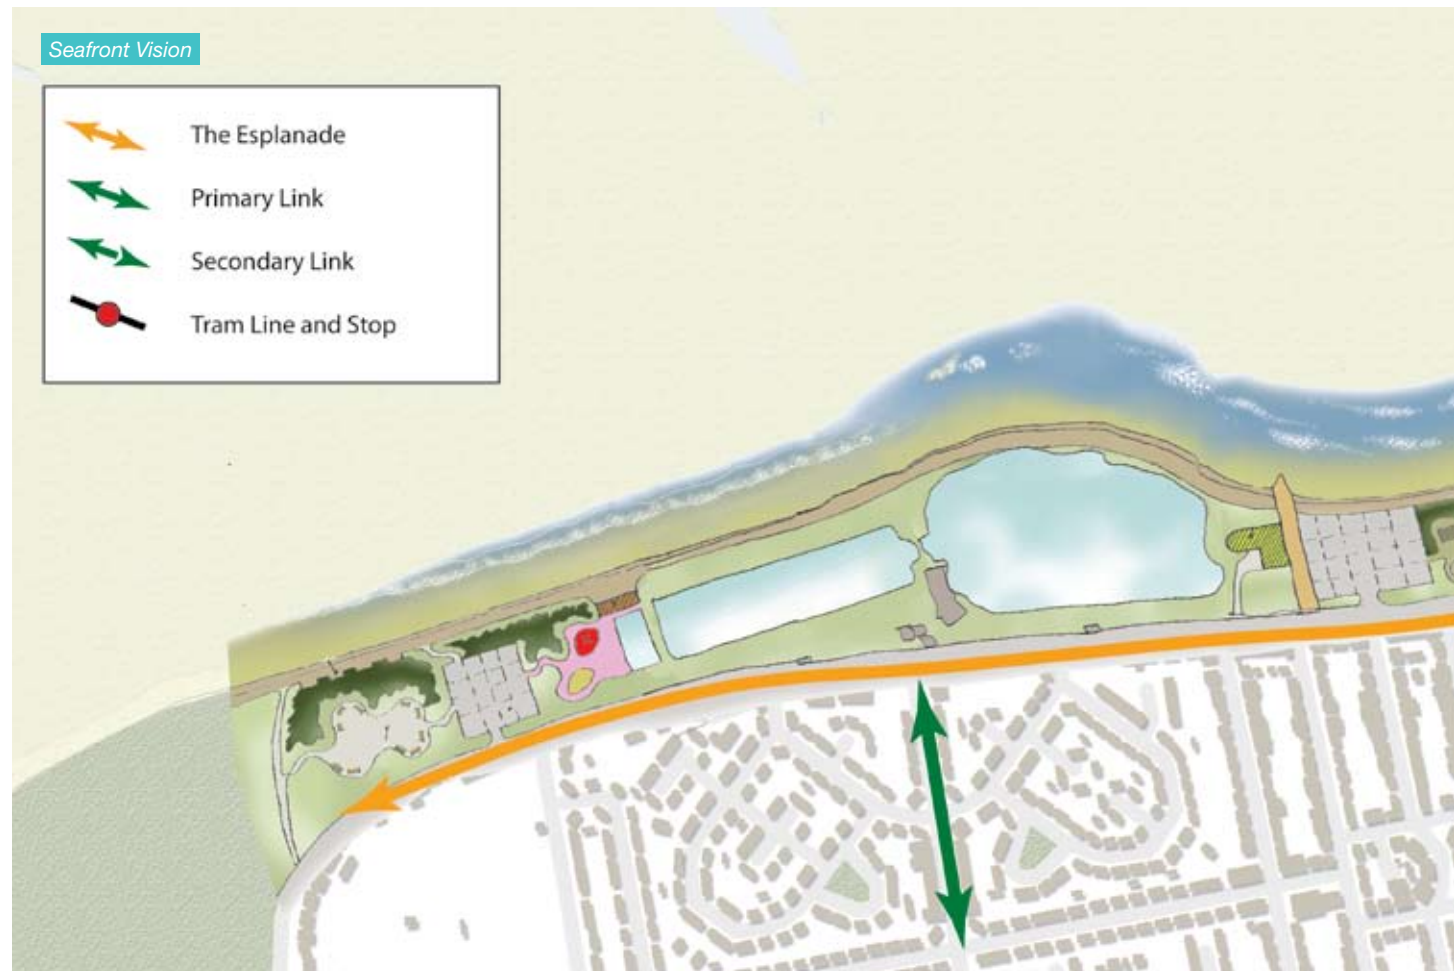 Seafront Vision
The Esplanade
Primary Link
Secondary Link
Tram Line and Stop